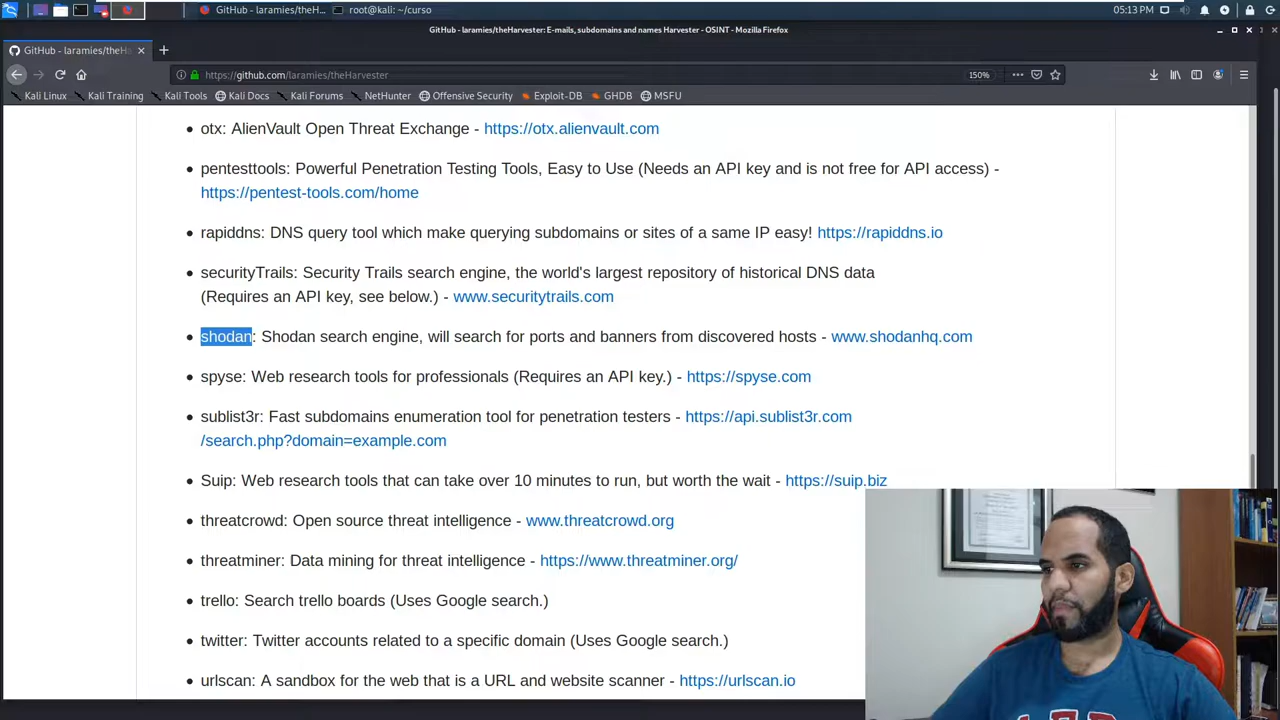 GitHub - laramies/theH...
root@kali: ~/curso
05:13 PM
GitHub - laramies/theHarvester: E-mails, subdomains and names Harvester - OSINT - Mozilla Firefox
GitHub - laramies/theHa
https://github.com/laramies/theHarvester
150%
Kali Linux
Kali Training
Kali Tools
Kali Docs
Kali Forums
NetHunter
Offensive Security
Exploit-DB
GHDB
MSFU
• otx: AlienVault Open Threat Exchange - https://otx.alienvault.com
• pentesttools: Powerful Penetration Testing Tools, Easy to Use (Needs an API key and is not free for API access) -
https://pentest-tools.com/home
• rapiddns: DNS query tool which make querying subdomains or sites of a same IP easy! https://rapiddns.io
• securityTrails: Security Trails search engine, the world's largest repository of historical DNS data
(Requires an API key, see below.) - www.securitytrails.com
• shodan: Shodan search engine, will search for ports and banners from discovered hosts - www.shodanhq.com
• spyse: Web research tools for professionals (Requires an API key.) - https://spyse.com
• sublist3r: Fast subdomains enumeration tool for penetration testers - https://api.sublist3r.com
/search.php?domain=example.com
• Suip: Web research tools that can take over 10 minutes to run, but worth the wait - https://suip.biz
• threatcrowd: Open source threat intelligence - www.threatcrowd.org
• threatminer: Data mining for threat intelligence - https://www.threatminer.org/
• trello: Search trello boards (Uses Google search.)
• twitter: Twitter accounts related to a specific domain (Uses Google search.)
• urlscan: A sandbox for the web that is a URL and website scanner - https://urlscan.io